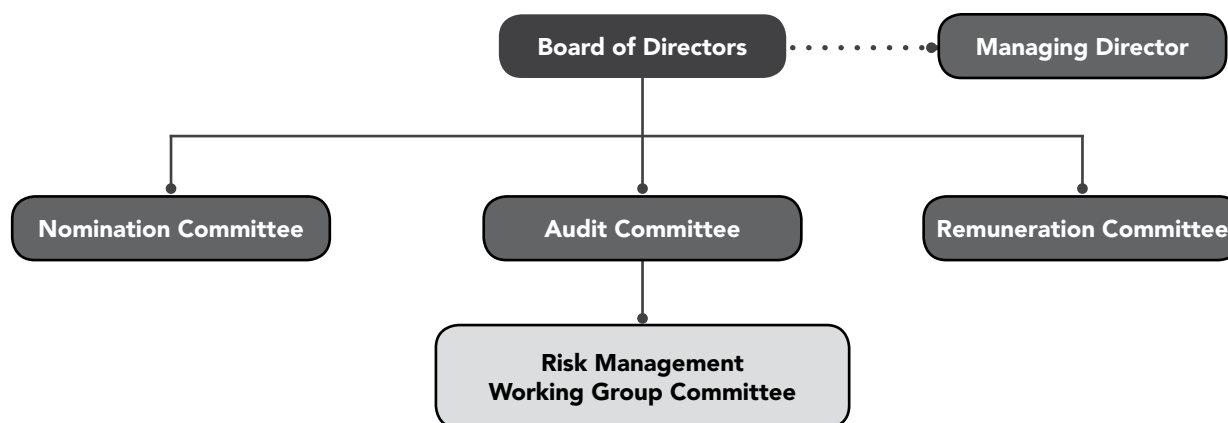 Board of Directors
Managing Director
Nomination Committee
Audit Committee
Remuneration Committee
Risk Management
Working Group Committee